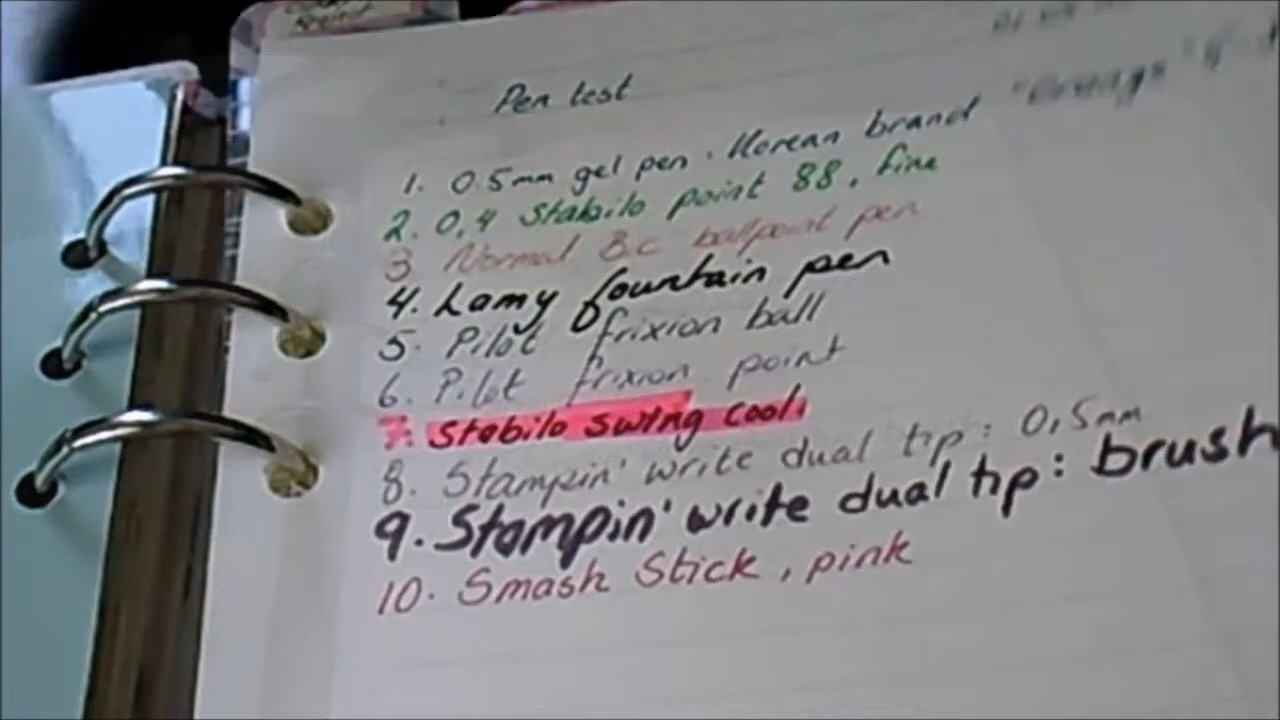 Project
Pen test
1. 0.5mm gel pen. Korean brand
2. 0,4 Stabilo point 88, fine
3 Normal Bic ballpoint pen
4. Lamy fountain pen
5. Pilot frixion ball
6. Pilot frixion point
7. Stabilo swing cool.
8. Stampin' write dual tip: 0,5mm
9. Stampin' write dual tip: brush
10. Smash Stick, pink